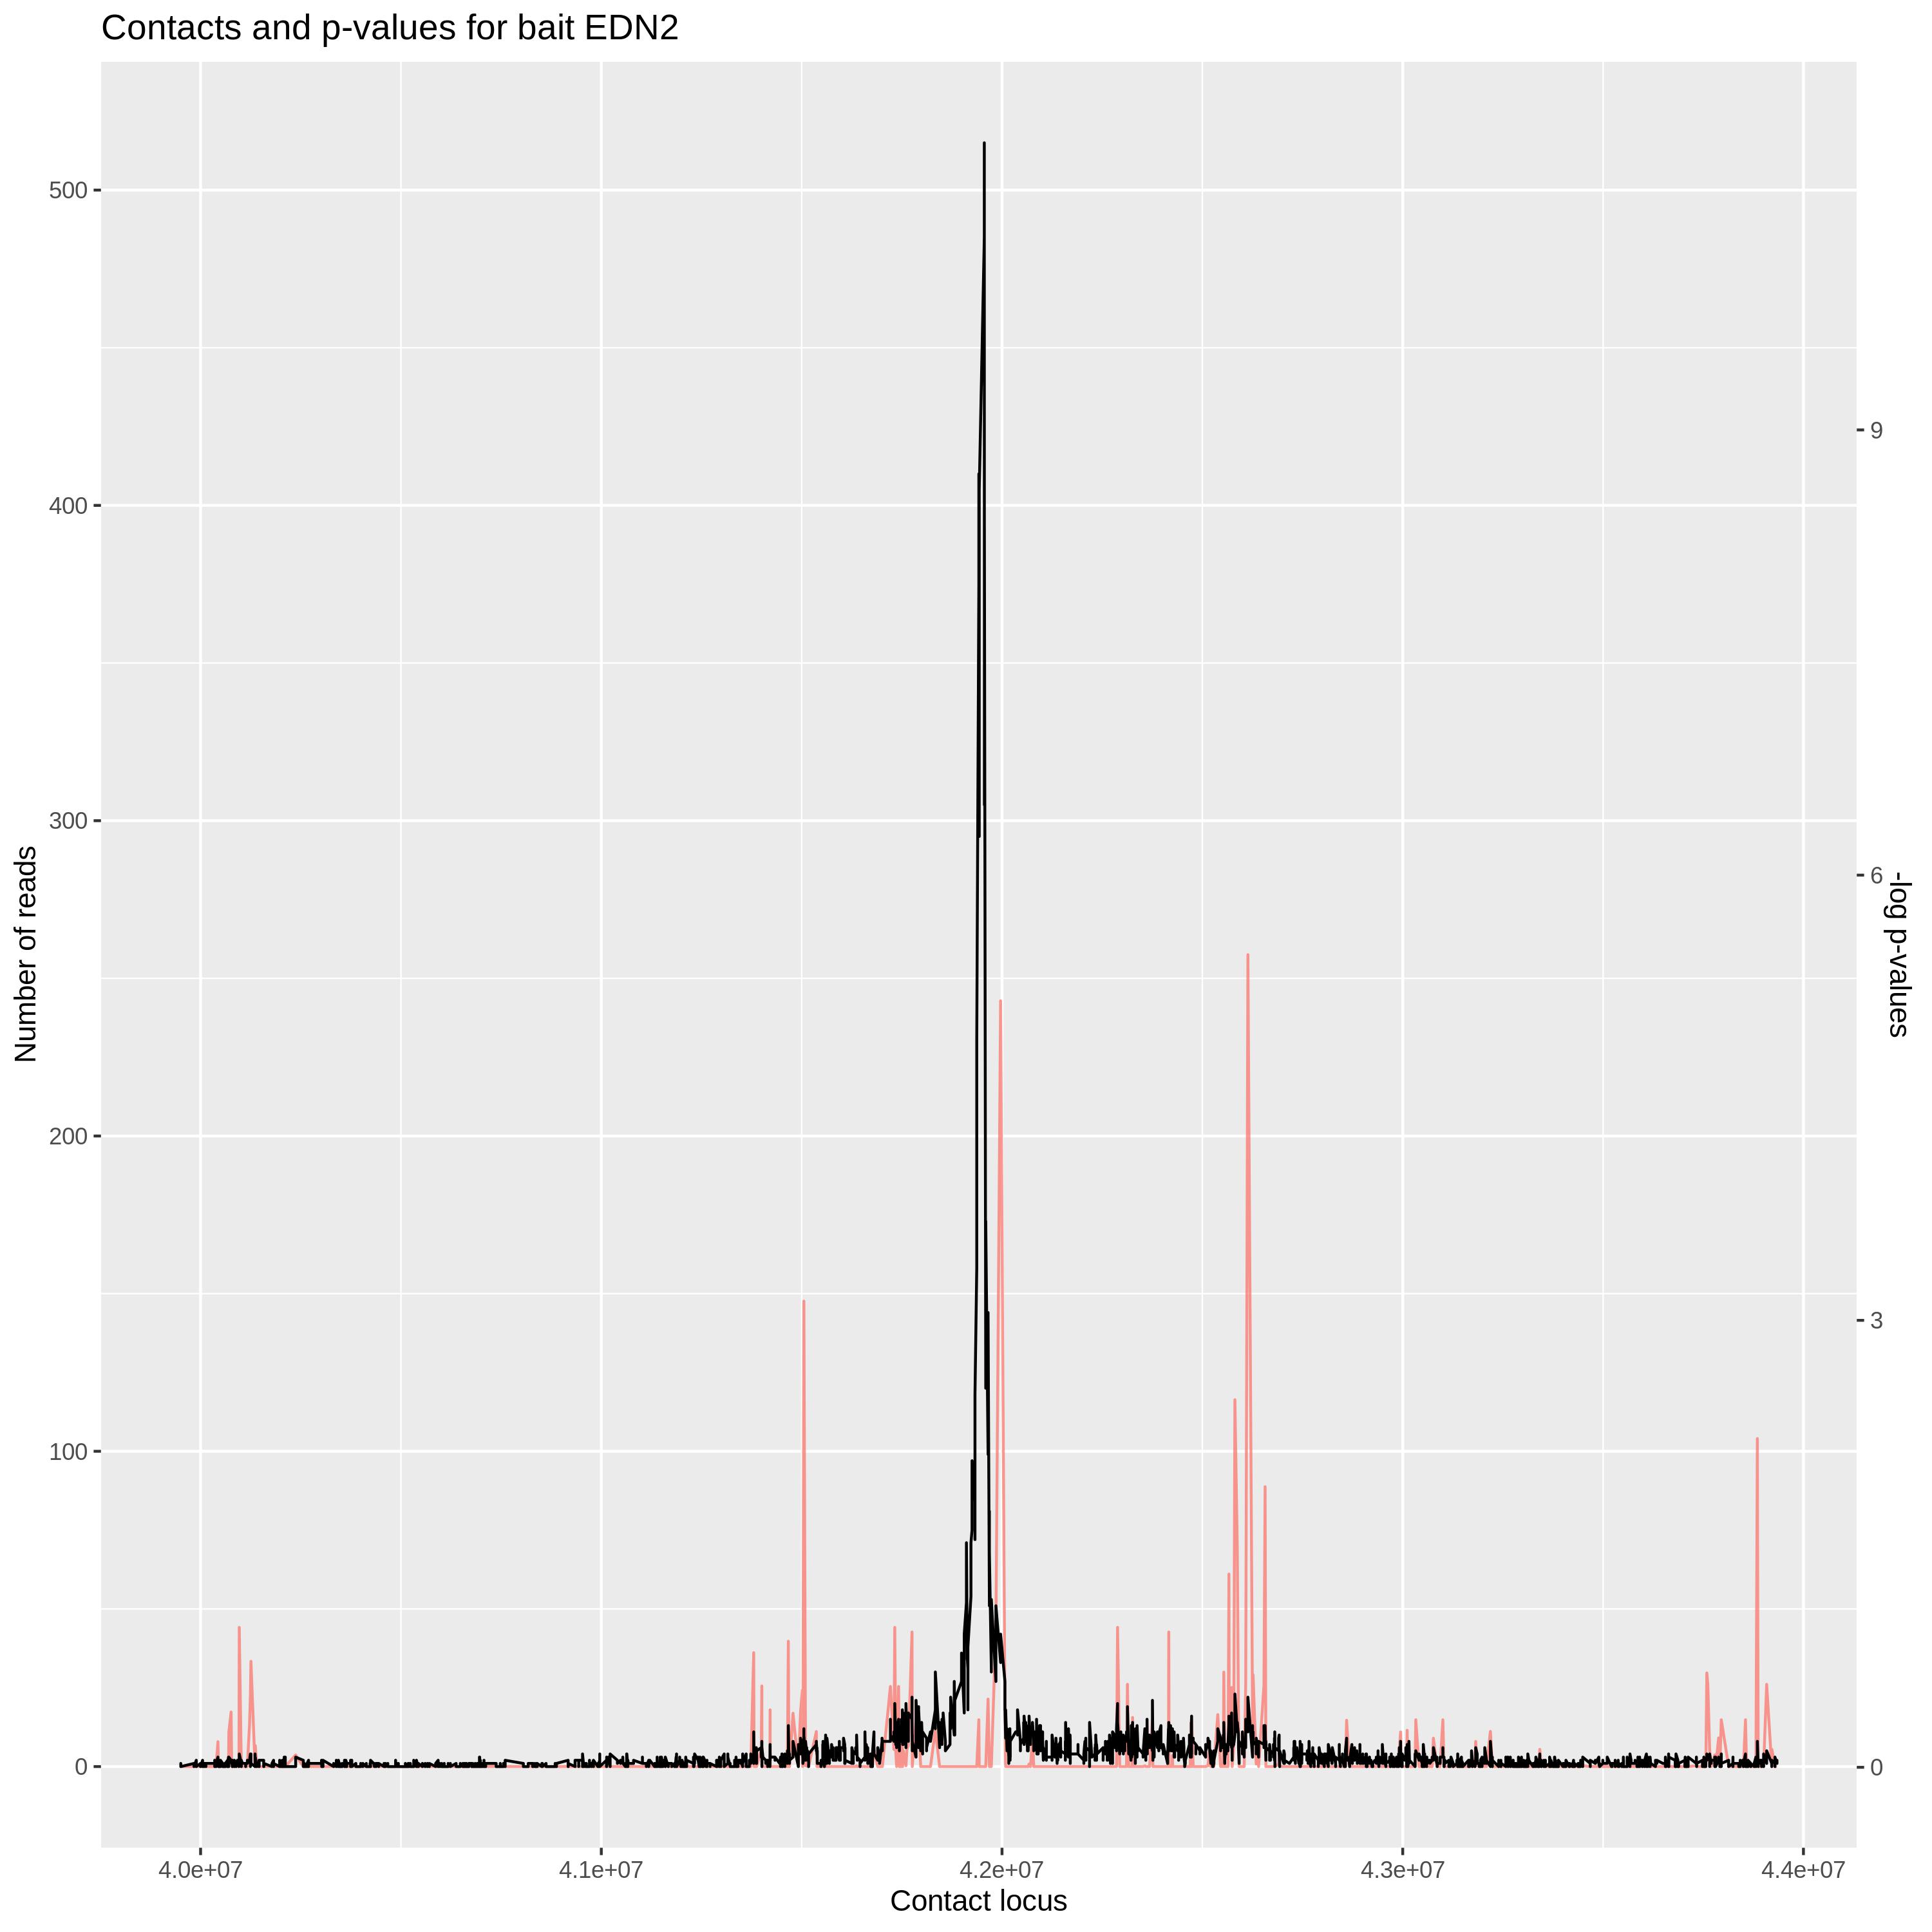 Contacts and p-values for bait EDN2
500
400
300
200
100
0
Number of reads
9
6
3
0
-log p-values
4.0e+07
4.1e+07
4.2e+07
4.3e+07
4.4e+07
Contact locus